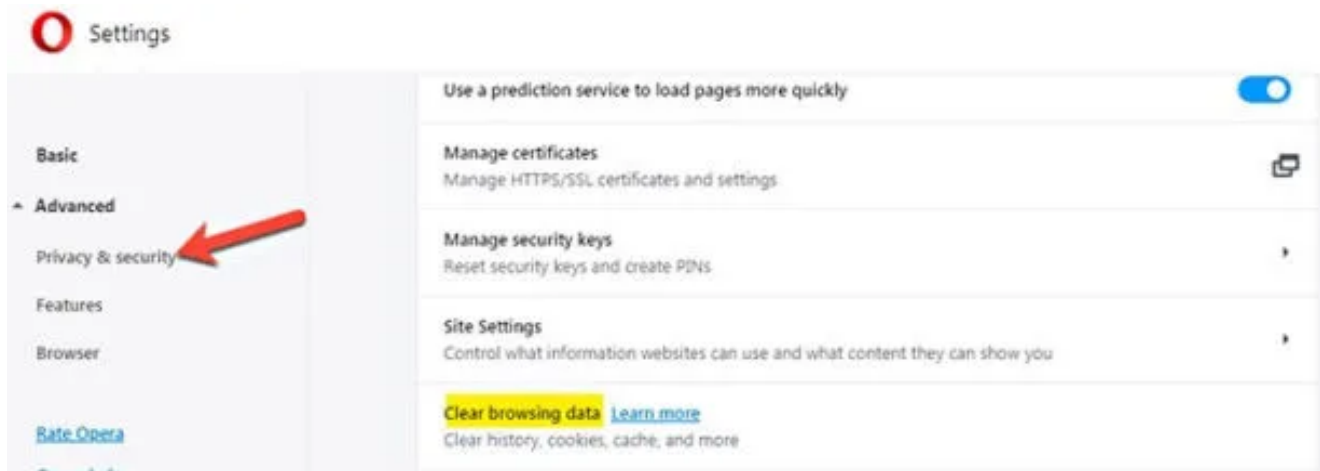 Settings
Use a prediction service to load pages more quickly
Basic
Manage certificates
Manage HTTPS/SSL certificates and settings
Advanced
Privacy & security
Manage security keys
Reset security keys and create PINs
Features
Site Settings
Control what information websites can use and what content they can show you
Browser
Clear browsing data Learn more
Clear history, cookies, cache, and more
Rate Opera